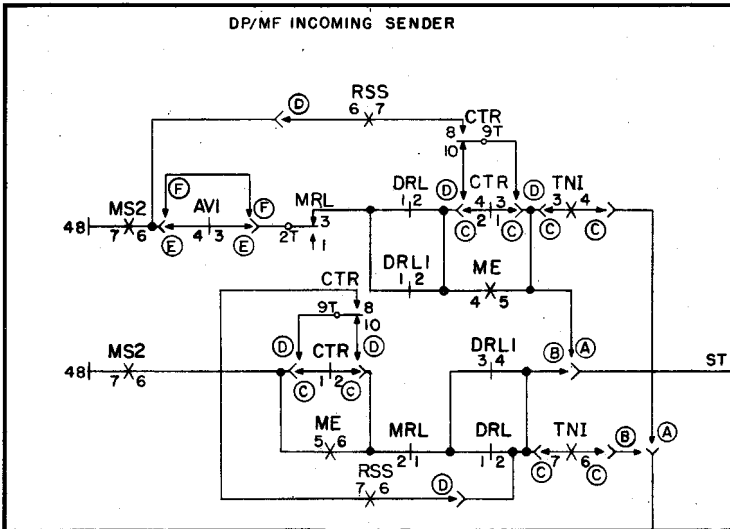 DP/MF INCOMING SENDER
D RSS
6 7
CTR
8 9T
10
F
MS2 AVI F MRL DRL D CTR D TNI
48 7 6 E 4 3 E 2T 3 1 1 2 C 4 3 2 1 C C 3 4 C
DRL1 ME
1 2 4 5
CTR
9T 8
10
MS2 D CTR D DRL1 B A
48 7 6 C 1 2 C 3 4 ST
ME MRL DRL TNI B A
5 6 2 1 1 2 C 7 6 C
RSS
7 6 D